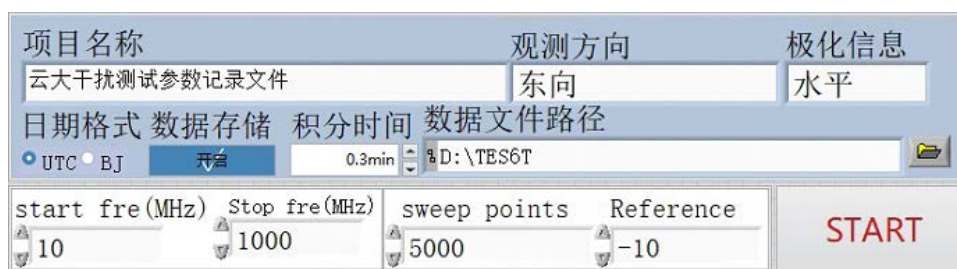 项目名称 观测方向 极化信息
云大干扰测试参数记录文件 东向 水平
日期格式 数据存储 积分时间 数据文件路径
UTC BJ 开启 0.3min D:\TES6T
start fre(MHz) Stop fre(MHz) sweep points Reference
10 1000 5000 -10
START